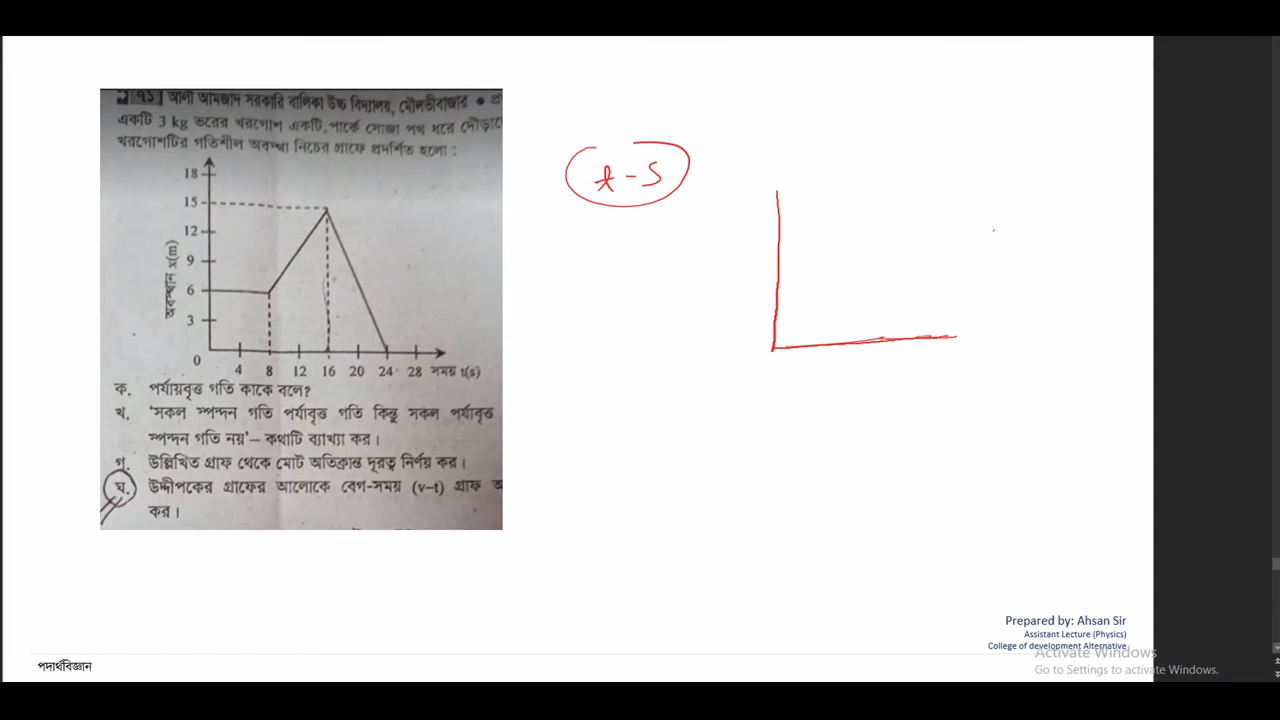 ৭১ আলী আমজাদ সরকারি বালিকা উচ্চ বিদ্যালয়, মৌলভীবাজার ●
একটি 3 kg ভরের খরগোশ একটি পার্কে সোজা পথ ধরে
খরগোশটির গতিশীল অবস্থা নিচের গ্রাফে প্রদর্শিত হলো :
18
15
12
9
6
3
0
অবস্থান x(m)
4 8 12 16 20 24 28 সময় t(s)
ক. পর্যায়বৃত্ত গতি কাকে বলে?
খ. 'সকল স্পন্দন গতি পর্যাবৃত্ত গতি কিন্তু সকল পর্যাবৃত্ত
স্পন্দন গতি নয়'– কথাটি ব্যাখ্যা কর।
গ. উল্লিখিত গ্রাফ থেকে মোট অতিক্রান্ত দূরত্ব নির্ণয় কর।
ঘ. উদ্দীপকের গ্রাফের আলোকে বেগ-সময় (v–t) গ্রাফ
কর।
t - s
Prepared by: Ahsan Sir
Assistant Lecture (Physics)
College of development Alternative
Activate Windows
Go to Settings to activate Windows.
পদার্থবিজ্ঞান